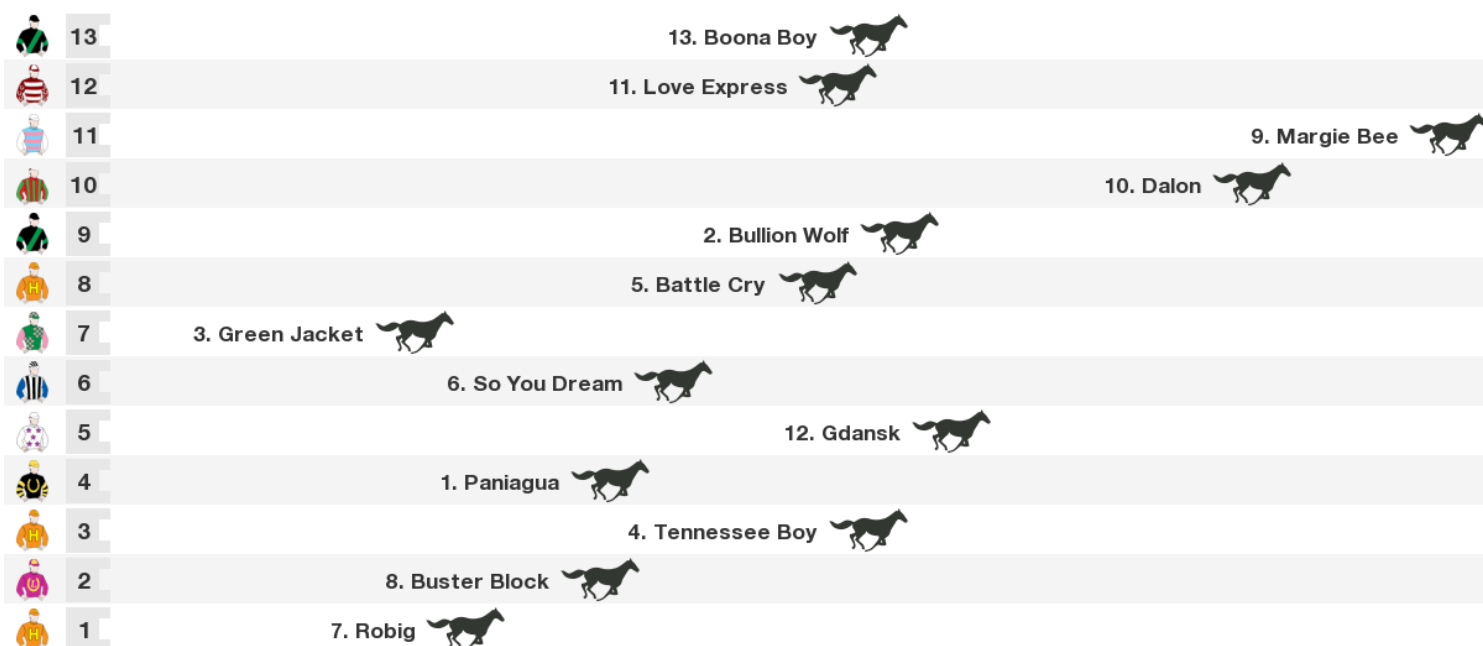 13 13. Boona Boy
12 11. Love Express
11 9. Margie Bee
10 10. Dalon
9 2. Bullion Wolf
H 8 5. Battle Cry
7 3. Green Jacket
6 6. So You Dream
5 12. Gdansk
4 1. Paniagua
H 3 4. Tennessee Boy
2 8. Buster Block
H 1 7. Robig